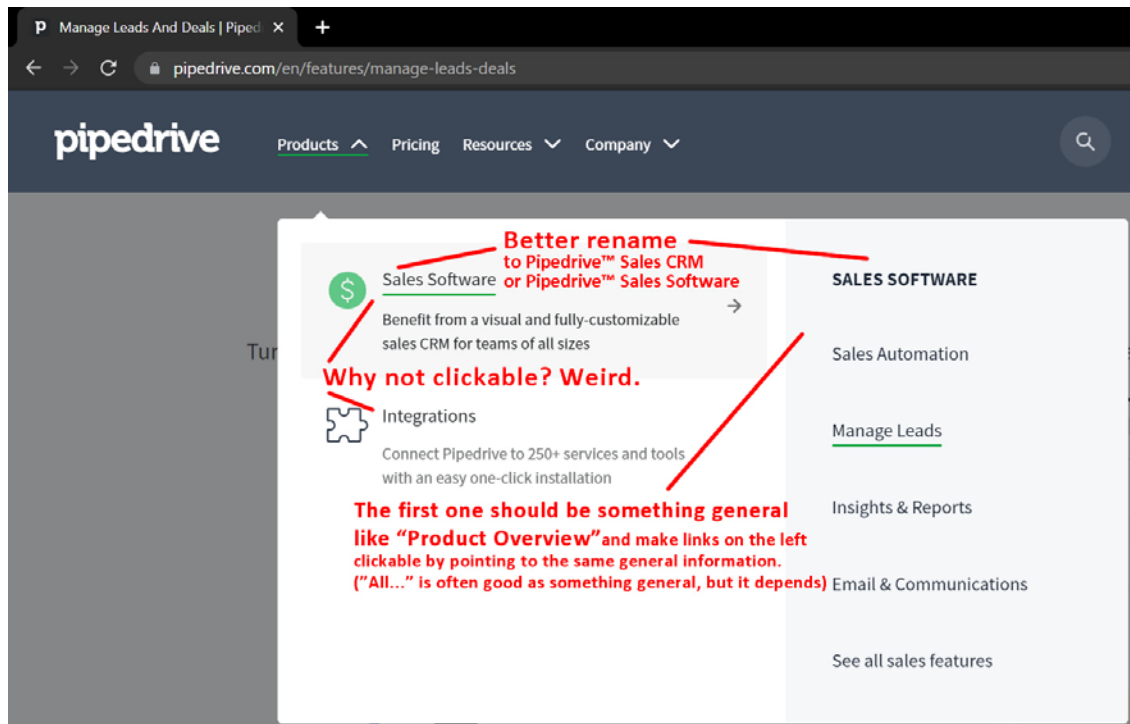 p Manage Leads And Deals | Piped
pipedrive.com/en/features/manage-leads-deals
pipedrive Products Pricing Resources Company
Better rename
to Pipedrive™ Sales CRM
or Pipedrive™ Sales Software
$ Sales Software
Benefit from a visual and fully-customizable
sales CRM for teams of all sizes
Tur
Why not clickable? Weird.
Integrations
Connect Pipedrive to 250+ services and tools
with an easy one-click installation
The first one should be something general
like “Product Overview” and make links on the left
clickable by pointing to the same general information.
(”All...” is often good as something general, but it depends)
SALES SOFTWARE
Sales Automation
Manage Leads
Insights & Reports
Email & Communications
See all sales features